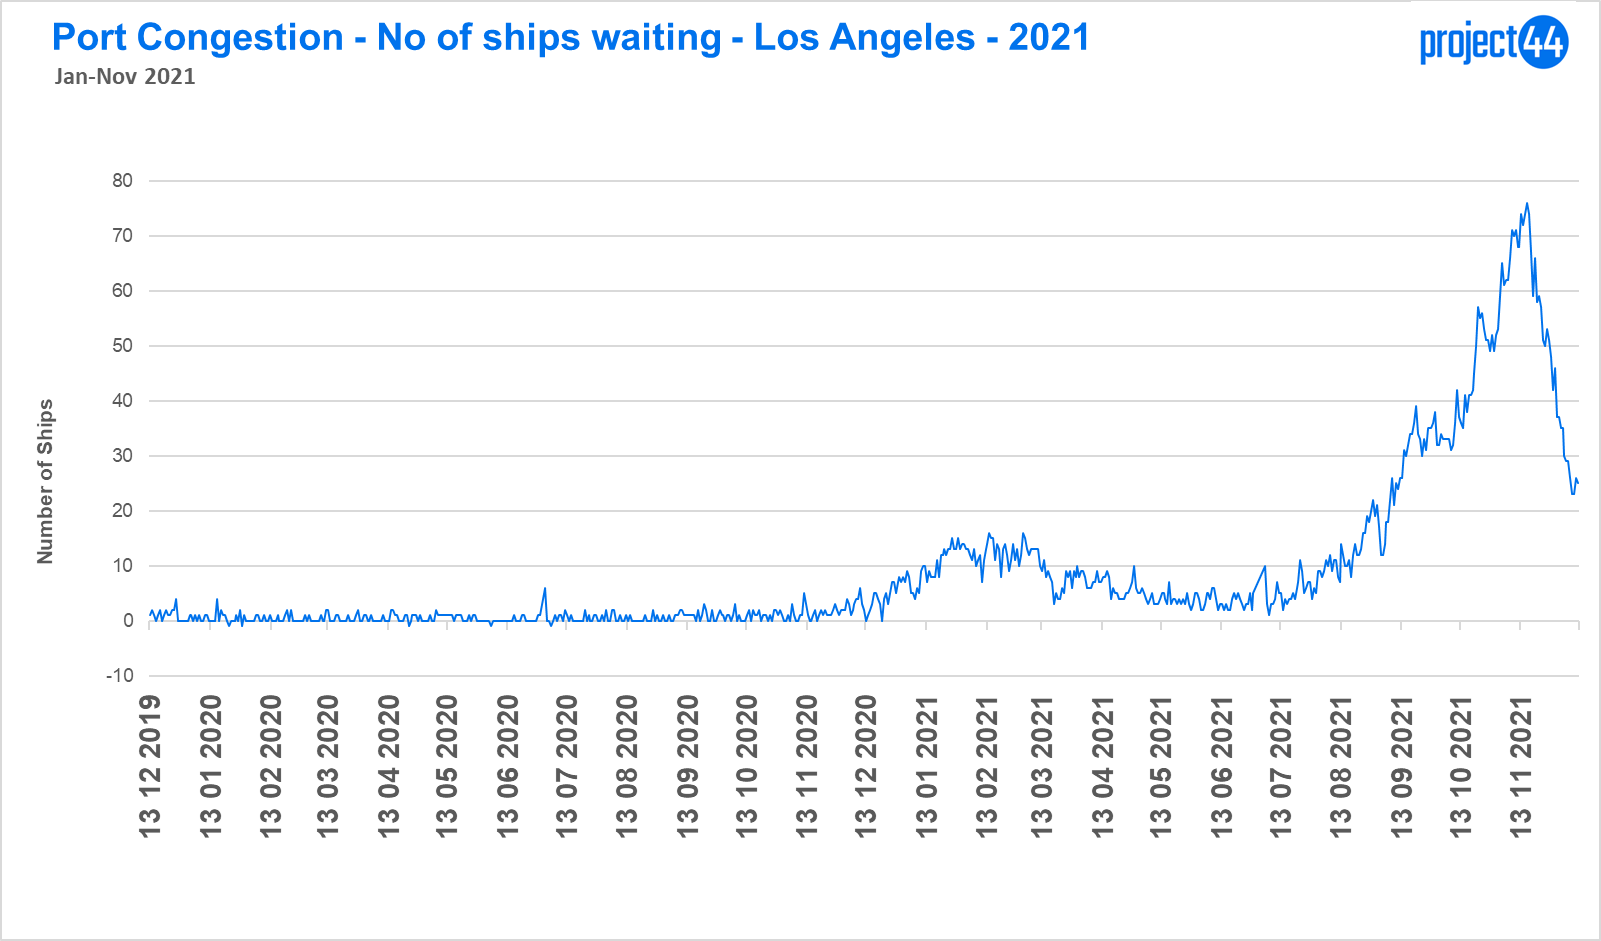 Port Congestion - No of ships waiting - Los Angeles - 2021
Jan-Nov 2021
project44
80
70
60
50
40
30
20
10
0
-10
Number of Ships
13 12 2019
13 01 2020
13 02 2020
13 03 2020
13 04 2020
13 05 2020
13 06 2020
13 07 2020
13 08 2020
13 09 2020
13 10 2020
13 11 2020
13 12 2020
13 01 2021
13 02 2021
13 03 2021
13 04 2021
13 05 2021
13 06 2021
13 07 2021
13 08 2021
13 09 2021
13 10 2021
13 11 2021